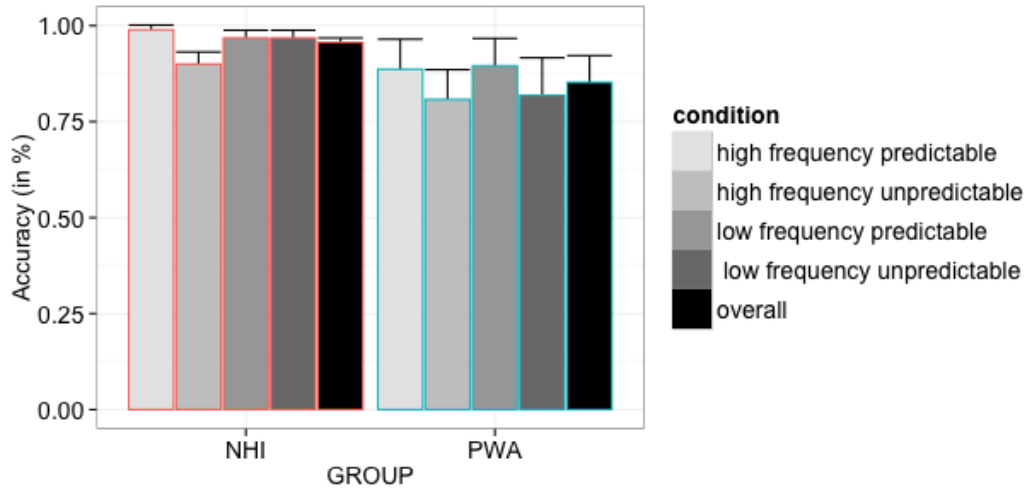 1.00
0.75
0.50
0.25
0.00
Accuracy (in %)
NHI PWA
GROUP
condition
high frequency predictable
high frequency unpredictable
low frequency predictable
low frequency unpredictable
overall